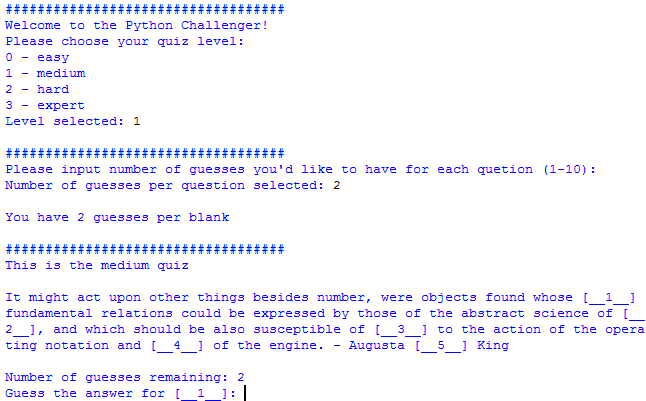 ###################################
Welcome to the Python Challenger!
Please choose your quiz level:
0 - easy
1 - medium
2 - hard
3 - expert
Level selected: 1
###################################
Please input number of guesses you'd like to have for each quetion (1-10):
Number of guesses per question selected: 2
You have 2 guesses per blank
###################################
This is the medium quiz
It might act upon other things besides number, were objects found whose [__1__]
fundamental relations could be expressed by those of the abstract science of [__
2__], and which should be also susceptible of [__3__] to the action of the opera
ting notation and [__4__] of the engine. - Augusta [__5__] King
Number of guesses remaining: 2
Guess the answer for [__1__]: